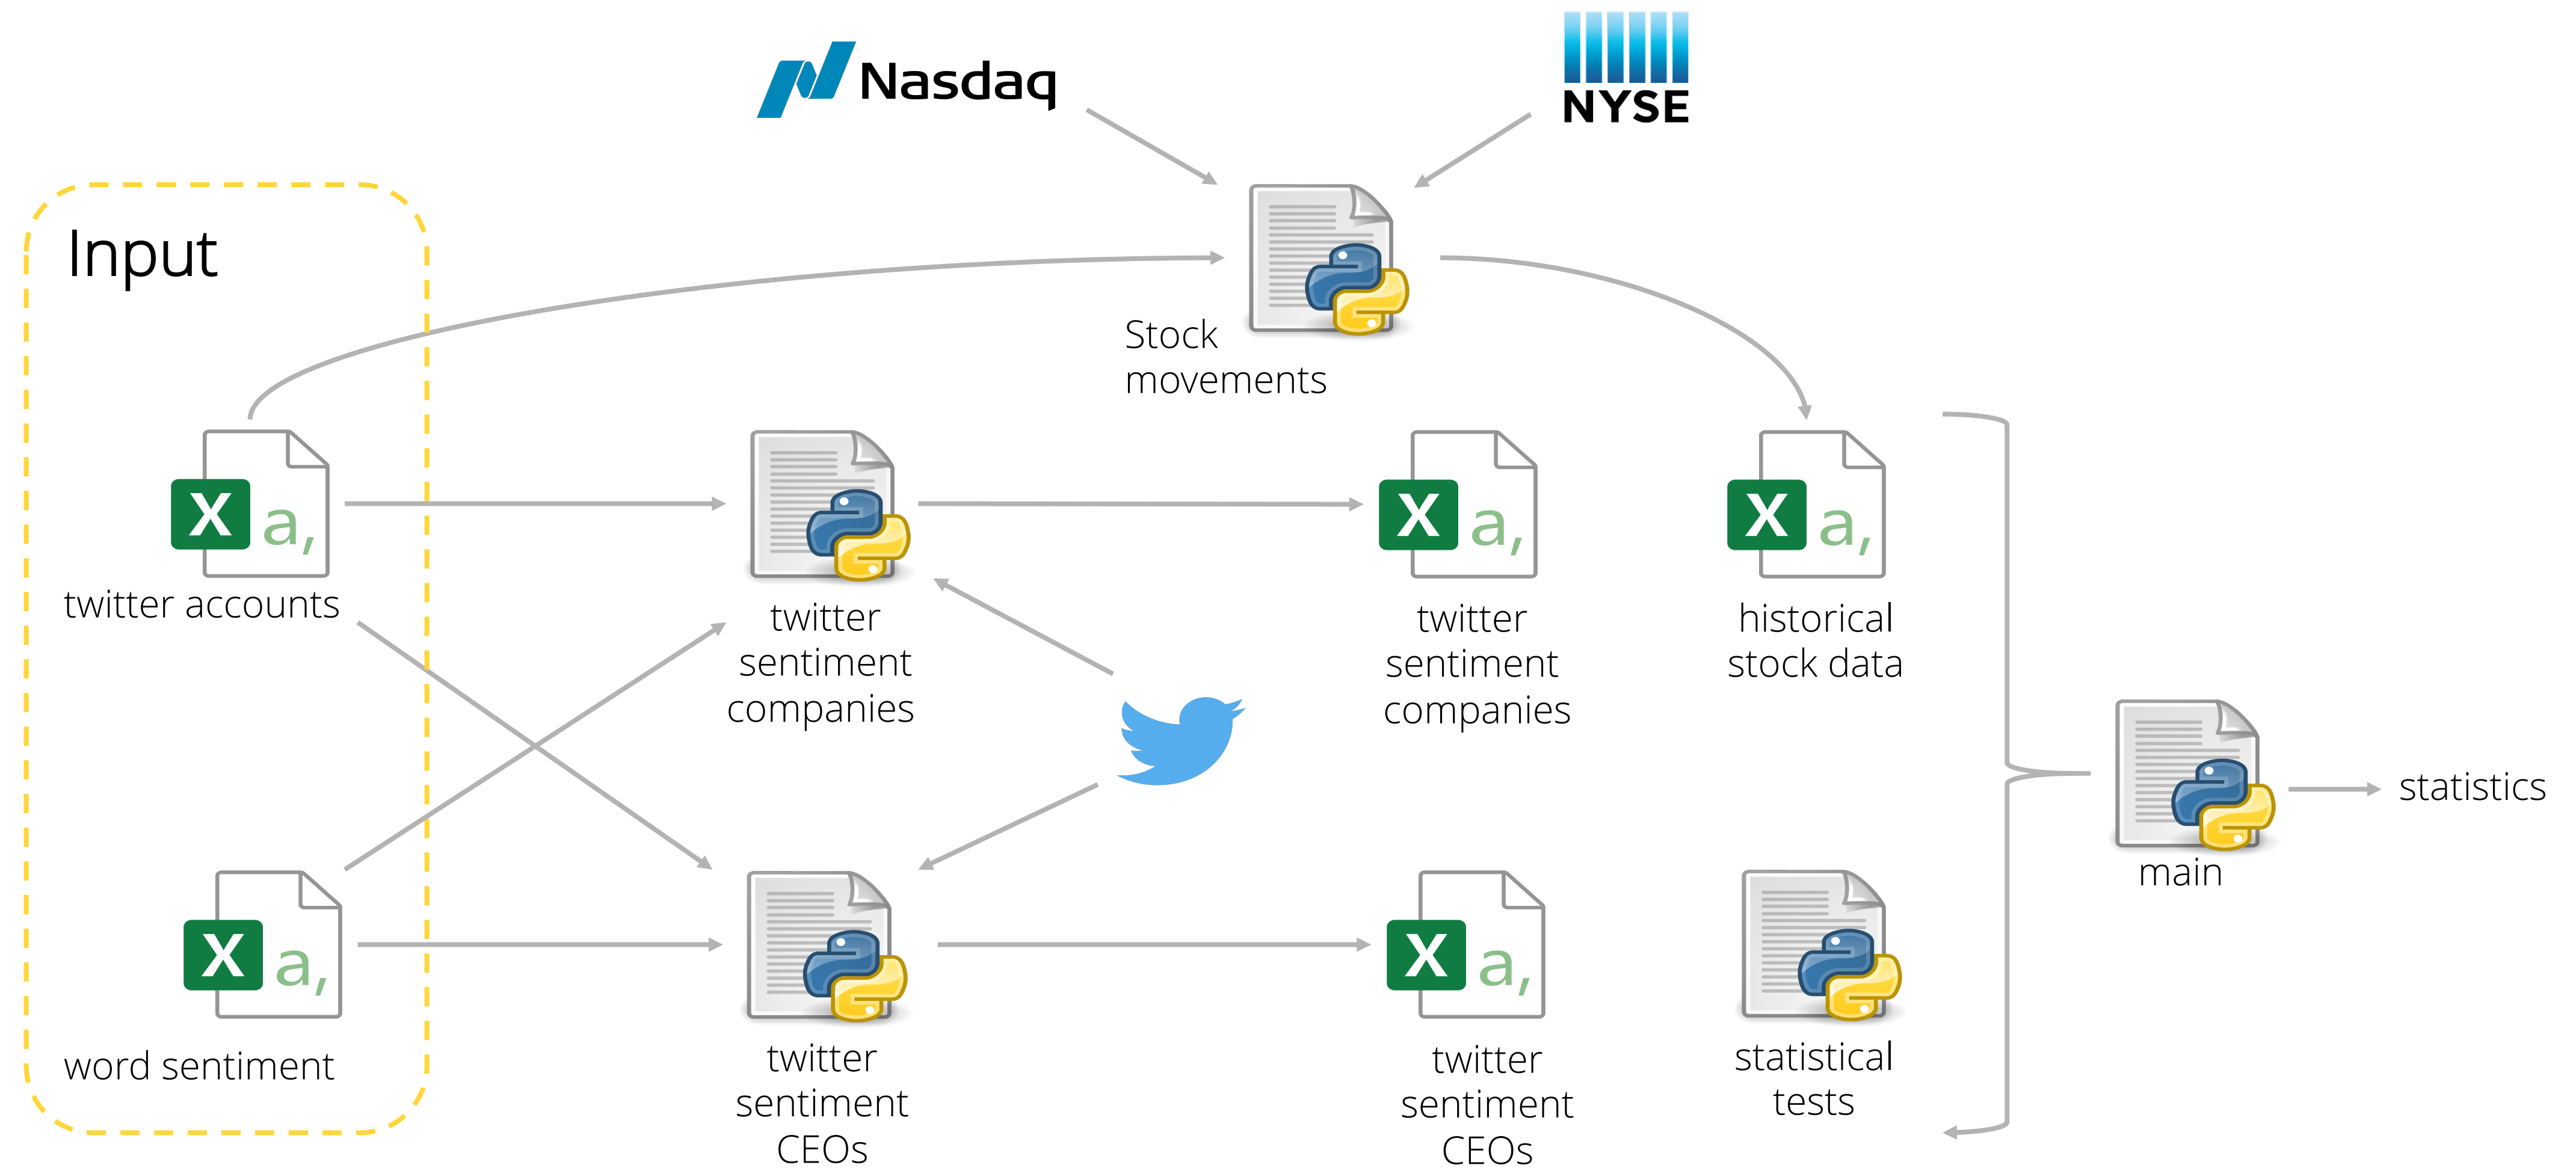 Nasdaq
NYSE
Input
Stock
movements
X a,
twitter accounts
twitter
sentiment
companies
X a,
twitter
sentiment
companies
X a,
historical
stock data
statistics
main
X a,
word sentiment
twitter
sentiment
CEOs
X a,
twitter
sentiment
CEOs
statistical
tests